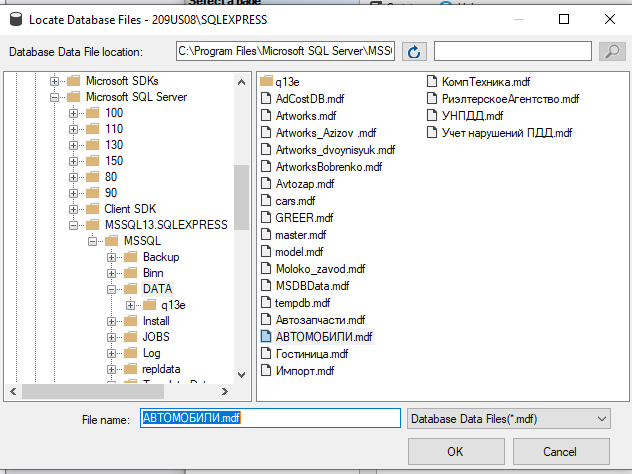 Select a page
Locate Database Files - 209US08\SQLEXPRESS
Database Data File location:
C:\Program Files\Microsoft SQL Server\MSS
Microsoft SDKs
Microsoft SQL Server
100
110
130
150
80
90
Client SDK
MSSQL13.SQLEXPRESS
MSSQL
Backup
Binn
DATA
q13e
Install
JOBS
Log
repldata
q13e
AdCostDB.mdf
Artworks.mdf
Artworks_Azizov .mdf
Artworks_dvoynisyuk.mdf
ArtworksBobrenko.mdf
Avtozap.mdf
cars.mdf
GREER.mdf
master.mdf
model.mdf
Moloko_zavod.mdf
MSDBData.mdf
tempdb.mdf
Автозапчасти.mdf
АВТОМОБИЛИ.mdf
Гостиница.mdf
Импорт.mdf
КомпТехника.mdf
РиэлтерскоеАгентство.mdf
УНПДД.mdf
Учет нарушений ПДД.mdf
File name:
АВТОМОБИЛИ.mdf
Database Data Files(*.mdf)
OK
Cancel